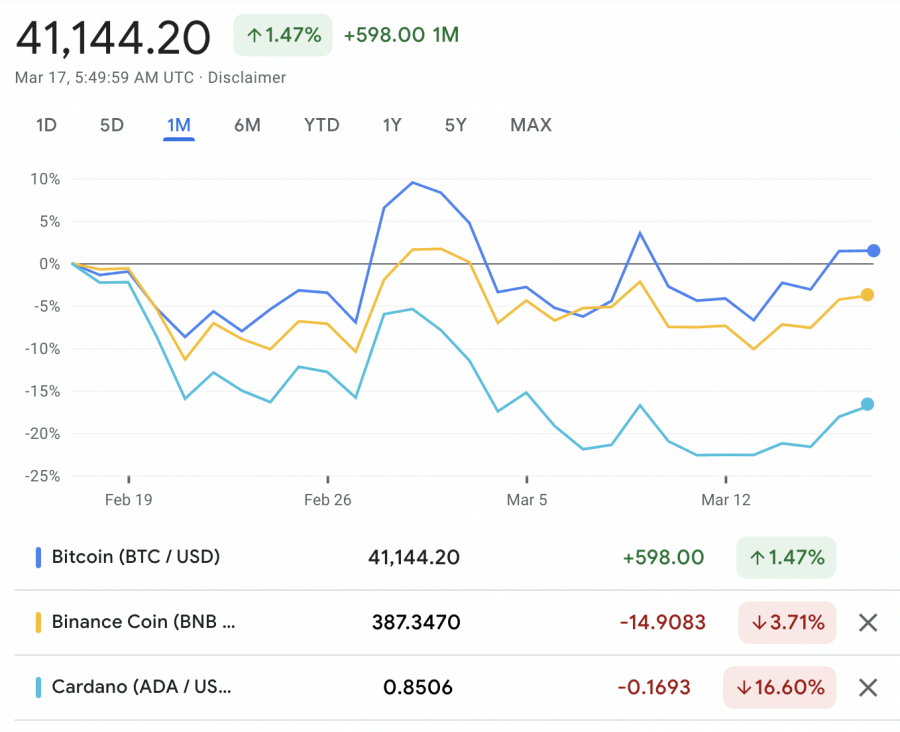 41,144.20 ↑1.47% +598.00 1M
Mar 17, 5:49:59 AM UTC · Disclaimer
1D 5D 1M 6M YTD 1Y 5Y MAX
10%
5%
0%
-5%
-10%
-15%
-20%
-25%
Feb 19 Feb 26 Mar 5 Mar 12
Bitcoin (BTC / USD) 41,144.20 +598.00 ↑1.47%
Binance Coin (BNB ... 387.3470 -14.9083 ↓3.71%
Cardano (ADA / US... 0.8506 -0.1693 ↓16.60%